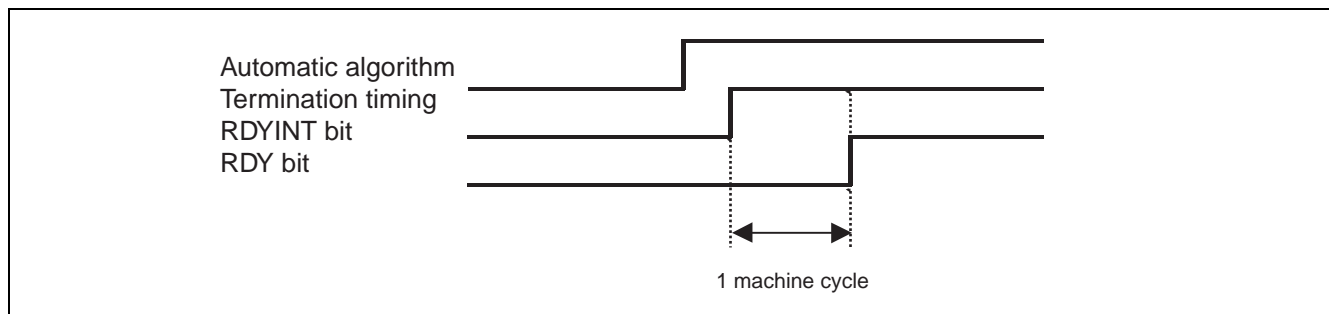 Automatic algorithm
Termination timing
RDYINT bit
RDY bit
1 machine cycle